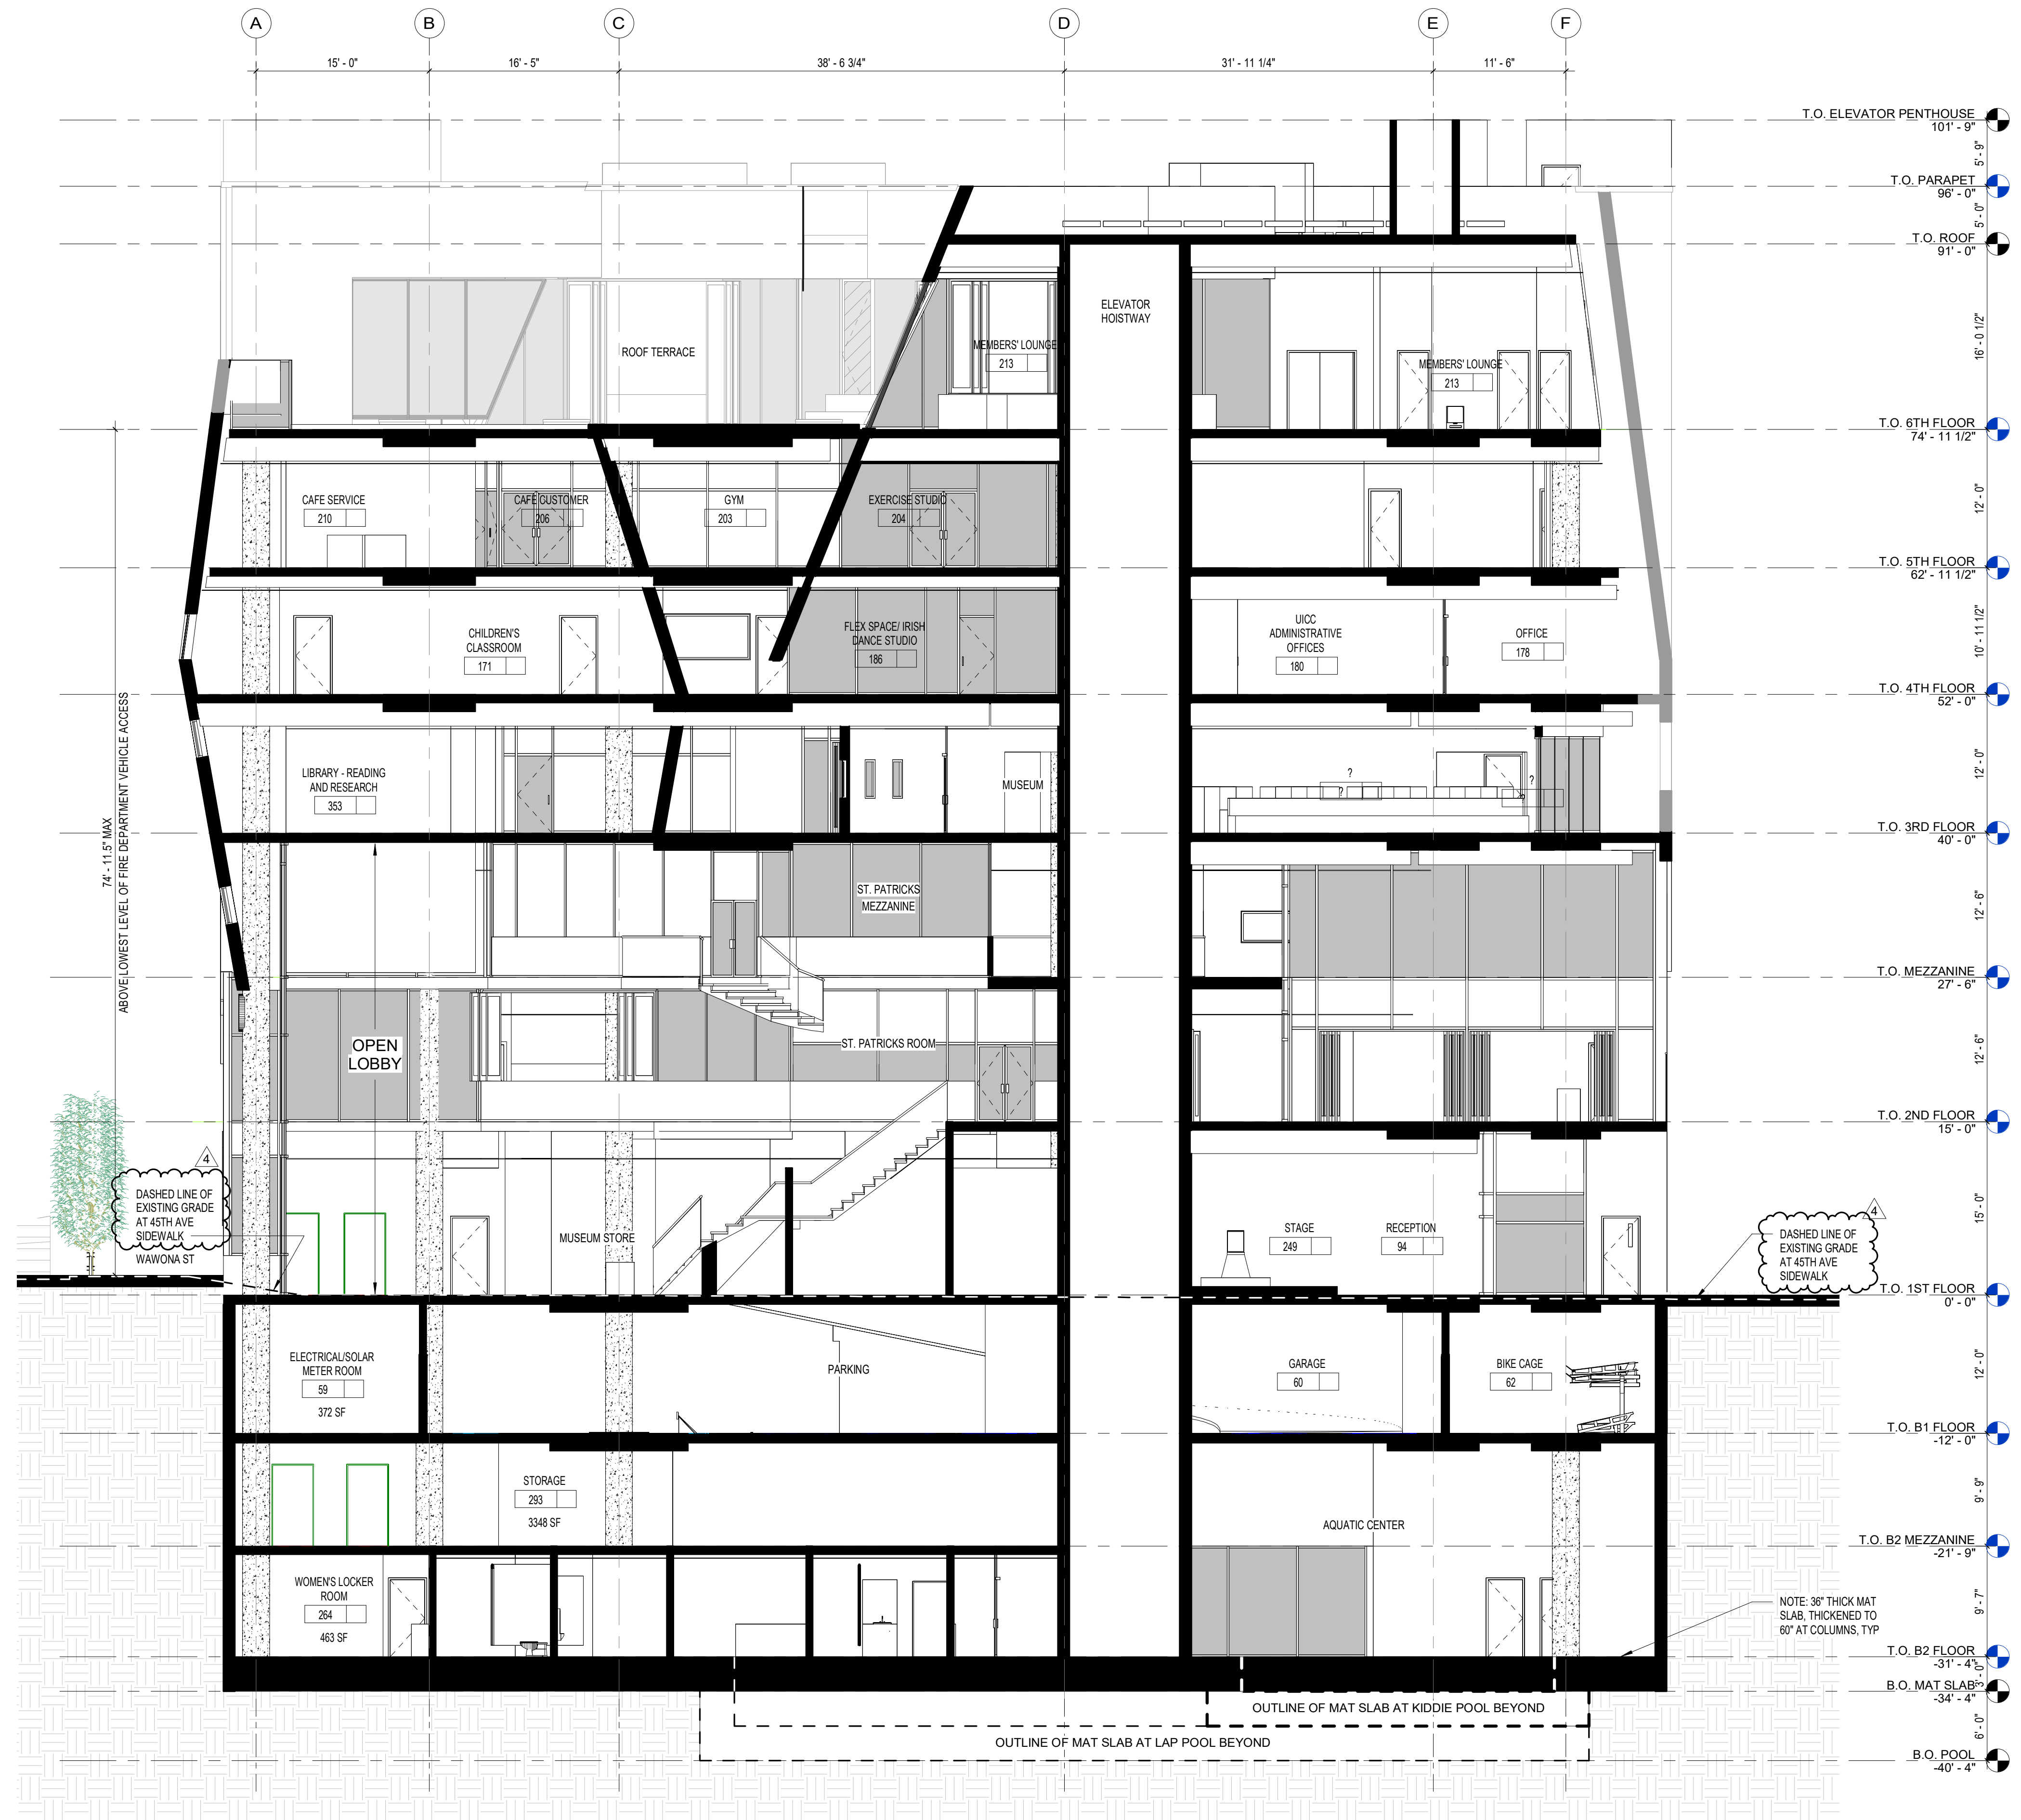 A
B
C
D
E
F
15' - 0"
16' - 5"
38' - 6 3/4"
31' - 11 1/4"
11' - 6"
T.O. ELEVATOR PENTHOUSE
101' - 9"
5' - 9"
T.O. PARAPET
96' - 0"
5' - 0"
T.O. ROOF
91' - 0"
16' - 0 1/2"
ELEVATOR
HOISTWAY
ROOF TERRACE
MEMBERS' LOUNGE
213
MEMBERS' LOUNGE
213
T.O. 6TH FLOOR
74' - 11 1/2"
12' - 0"
CAFE SERVICE
210
CAFE CUSTOMER
206
GYM
203
EXERCISE STUDIO
204
T.O. 5TH FLOOR
62' - 11 1/2"
10' - 11 1/2"
CHILDREN'S
CLASSROOM
171
FLEX SPACE/ IRISH
DANCE STUDIO
186
UICC
ADMINISTRATIVE
OFFICES
180
OFFICE
178
T.O. 4TH FLOOR
52' - 0"
12' - 0"
LIBRARY - READING
AND RESEARCH
353
MUSEUM
?
?
?
?
T.O. 3RD FLOOR
40' - 0"
12' - 6"
74' - 11.5" MAX
ABOVE LOWEST LEVEL OF FIRE DEPARTMENT VEHICLE ACCESS
ST. PATRICKS
MEZZANINE
T.O. MEZZANINE
27' - 6"
12' - 6"
OPEN
LOBBY
ST. PATRICKS ROOM
T.O. 2ND FLOOR
15' - 0"
15' - 0"
4
DASHED LINE OF
EXISTING GRADE
AT 45TH AVE
SIDEWALK
WAWONA ST
MUSEUM STORE
STAGE
249
RECEPTION
94
4
DASHED LINE OF
EXISTING GRADE
AT 45TH AVE
SIDEWALK
T.O. 1ST FLOOR
0' - 0"
12' - 0"
ELECTRICAL/SOLAR
METER ROOM
59
372 SF
PARKING
GARAGE
60
BIKE CAGE
62
T.O. B1 FLOOR
-12' - 0"
9' - 9"
STORAGE
293
3348 SF
AQUATIC CENTER
T.O. B2 MEZZANINE
-21' - 9"
9' - 7"
WOMEN'S LOCKER
ROOM
264
463 SF
NOTE: 36" THICK MAT
SLAB, THICKENED TO
60" AT COLUMNS, TYP
T.O. B2 FLOOR
-31' - 4"
3' - 0"
B.O. MAT SLAB
-34' - 4"
6' - 0"
OUTLINE OF MAT SLAB AT KIDDIE POOL BEYOND
OUTLINE OF MAT SLAB AT LAP POOL BEYOND
B.O. POOL
-40' - 4"